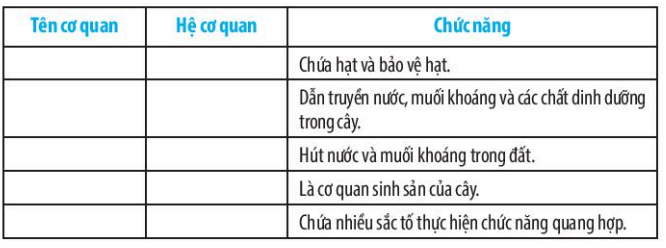 Tên cơ quan Hệ cơ quan Chức năng
Chứa hạt và bảo vệ hạt.
Dẫn truyền nước, muối khoáng và các chất dinh dưỡng
trong cây.
Hút nước và muối khoáng trong đất.
Là cơ quan sinh sản của cây.
Chứa nhiều sắc tố thực hiện chức năng quang hợp.